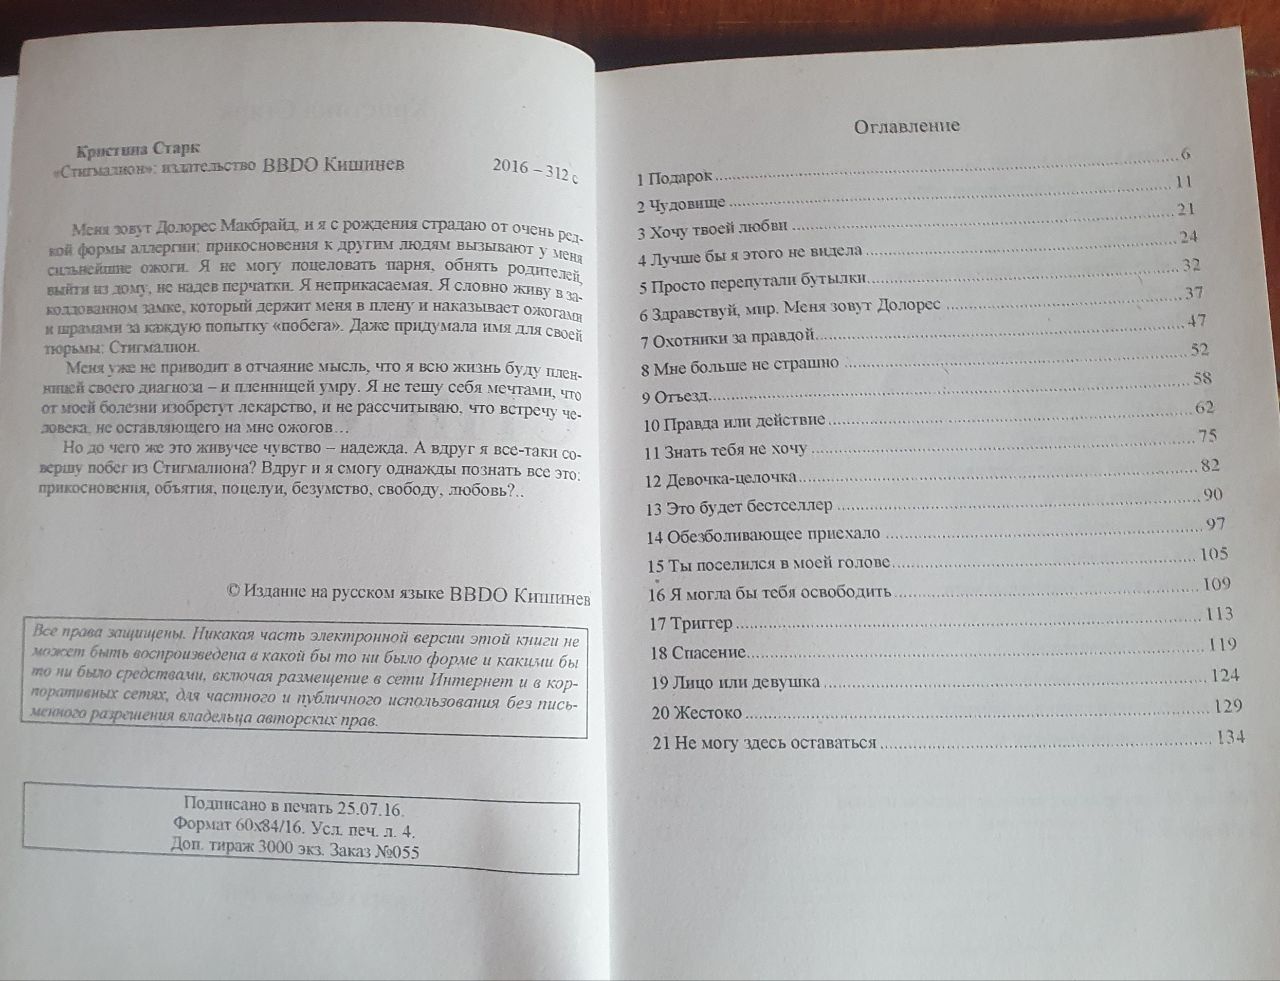 Кристина Старк
«Стигмалион»: издательство BBDO Кишинев 2016 – 312 с
Меня зовут Долорес Макбрайд, и я с рождения страдаю от очень ред-
кой формы аллергии: прикосновения к другим людям вызывают у меня
сильнейшие ожоги. Я не могу поцеловать парня, обнять родителей,
выйти из дому, не надев перчатки. Я неприкасаемая. Я словно живу в за-
колдованном замке, который держит меня в плену и наказывает ожогами
и шрамами за каждую попытку «побега». Даже придумала имя для своей
тюрьмы: Стигмалион.
Меня уже не приводит в отчаяние мысль, что я всю жизнь буду плен-
ницей своего диагноза – и пленницей умру. Я не тешу себя мечтами, что
от моей болезни изобретут лекарство, и не рассчитываю, что встречу че-
ловека, не оставляющего на мне ожогов…
Но до чего же это живучее чувство – надежда. А вдруг я все-таки со-
вершу побег из Стигмалиона? Вдруг и я смогу однажды познать все это:
прикосновения, объятия, поцелуи, безумство, свободу, любовь?..
© Издание на русском языке BBDO Кишинев
Все права защищены. Никакая часть электронной версии этой книги не
может быть воспроизведена в какой бы то ни было форме и какими бы
то ни было средствами, включая размещение в сети Интернет и в кор-
поративных сетях, для частного и публичного использования без пись-
менного разрешения владельца авторских прав.
Подписано в печать 25.07.16.
Формат 60x84/16. Усл. печ. л. 4.
Доп. тираж 3000 экз. Заказ №055
Оглавление
1 Подарок 6
2 Чудовище 11
3 Хочу твоей любви 21
4 Лучше бы я этого не видела 24
5 Просто перепутали бутылки 32
6 Здравствуй, мир. Меня зовут Долорес 37
7 Охотники за правдой 47
8 Мне больше не страшно 52
9 Отъезд 58
10 Правда или действие 62
11 Знать тебя не хочу 75
12 Девочка-целочка 82
13 Это будет бестселлер 90
14 Обезболивающее приехало 97
15 Ты поселился в моей голове 105
16 Я могла бы тебя освободить 109
17 Триггер 113
18 Спасение 119
19 Лицо или девушка 124
20 Жестоко 129
21 Не могу здесь оставаться 134